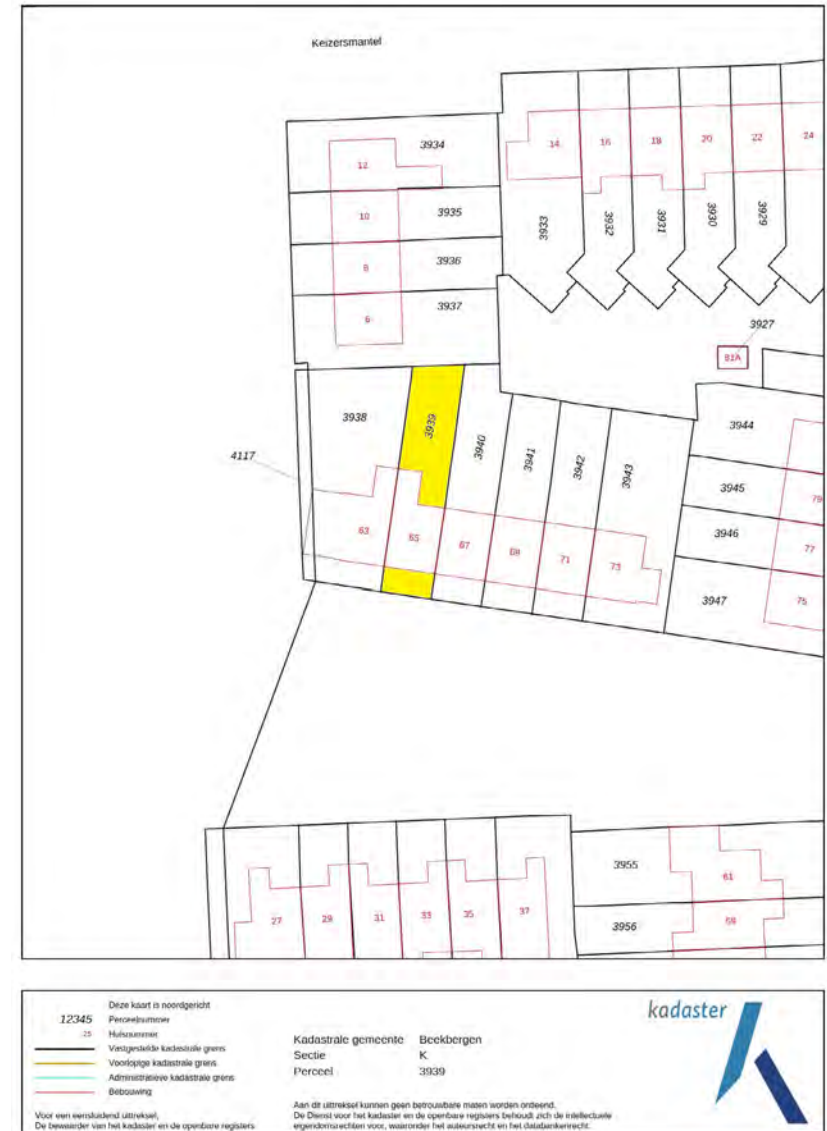 Keizersmantel
3934
12
14
16
18
20
22
24
10
3935
3933
3932
3931
3930
3929
8
3936
6
3937
3927
81A
3938
3939
3940
3941
3942
3943
3944
4117
3945
79
3946
77
63
65
67
69
71
73
3947
75
3955
61
27
29
31
33
35
37
3956
59
Deze kaart is noordgericht
12345 Perceelnummer
25 Huisnummer
Vastgestelde kadastrale grens
Voorlopige kadastrale grens
Administratieve kadastrale grens
Bebouwing
Voor een eensluidend uittreksel,
De bewaarder van het kadaster en de openbare registers
Kadastrale gemeente Beekbergen
Sectie K
Perceel 3939
Aan dit uittreksel kunnen geen betrouwbare maten worden ontleend.
De Dienst voor het kadaster en de openbare registers behoudt zich de intellectuele
eigendomsrechten voor, waaronder het auteursrecht en het databankenrecht.
kadaster